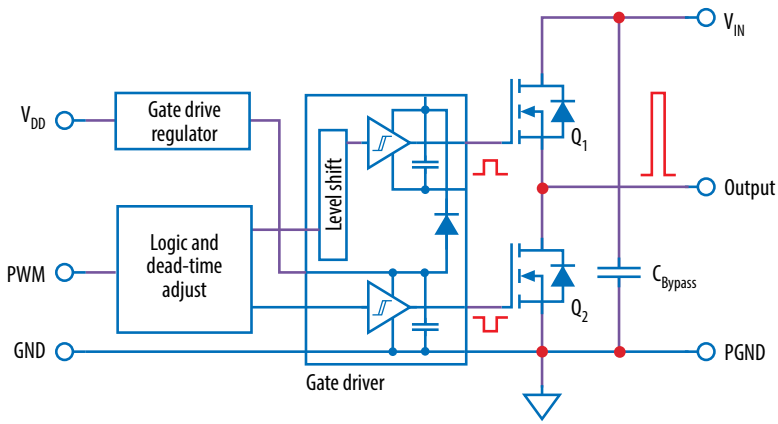 V_IN
V_DD
Gate drive
regulator
Level shift
Q_1
Output
Logic and
dead-time
adjust
PWM
C_Bypass
Q_2
GND
PGND
Gate driver